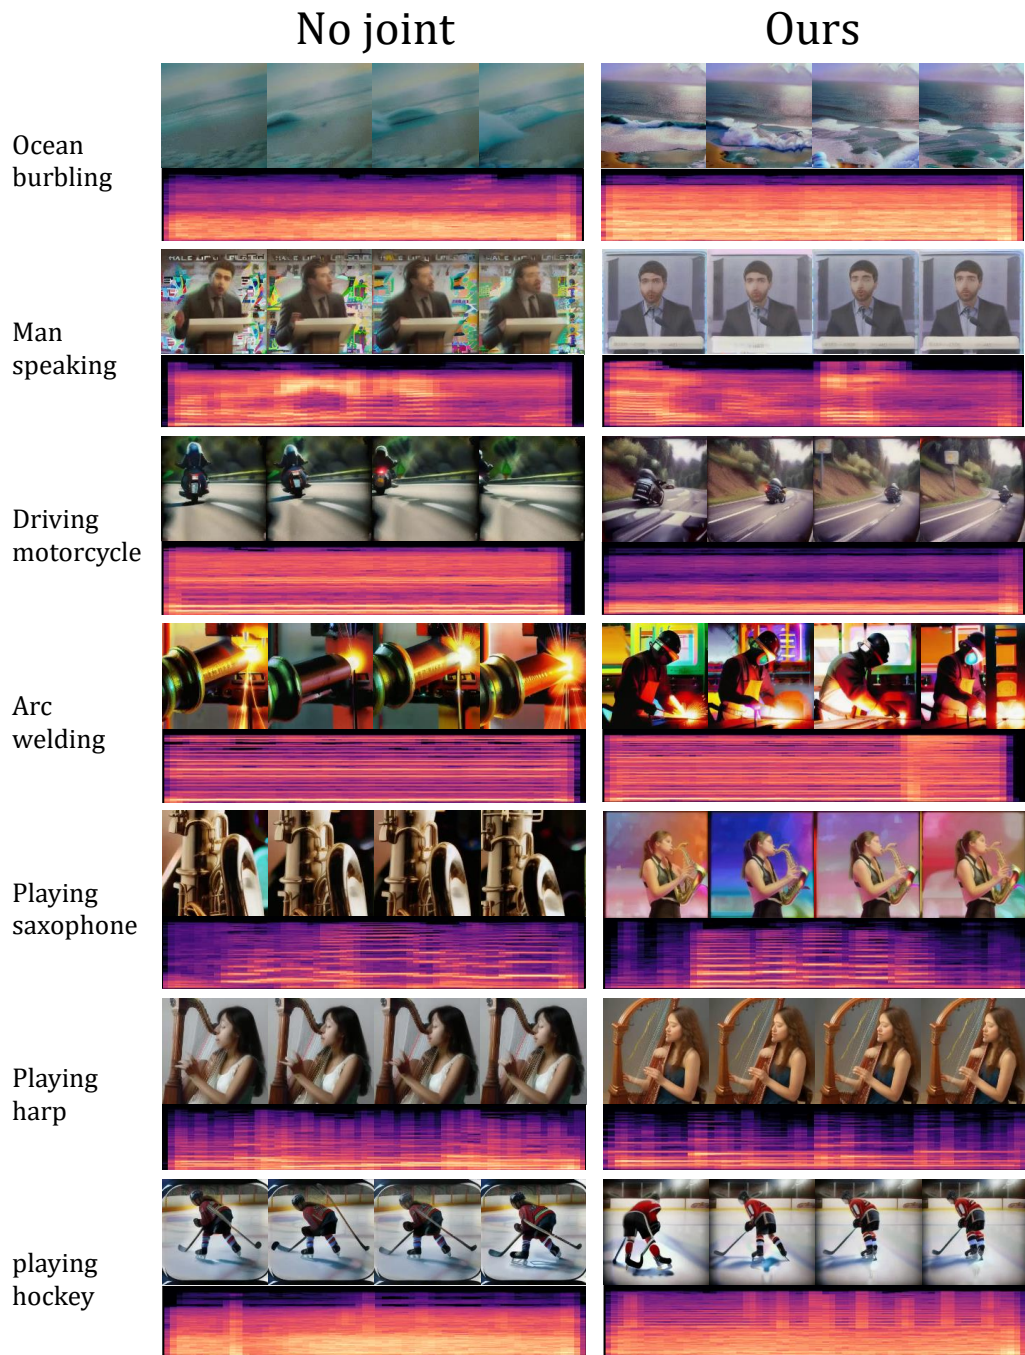 No joint
Ours
Ocean
burbling
Man
speaking
Driving
motorcycle
Arc
welding
Playing
saxophone
Playing
harp
playing
hockey